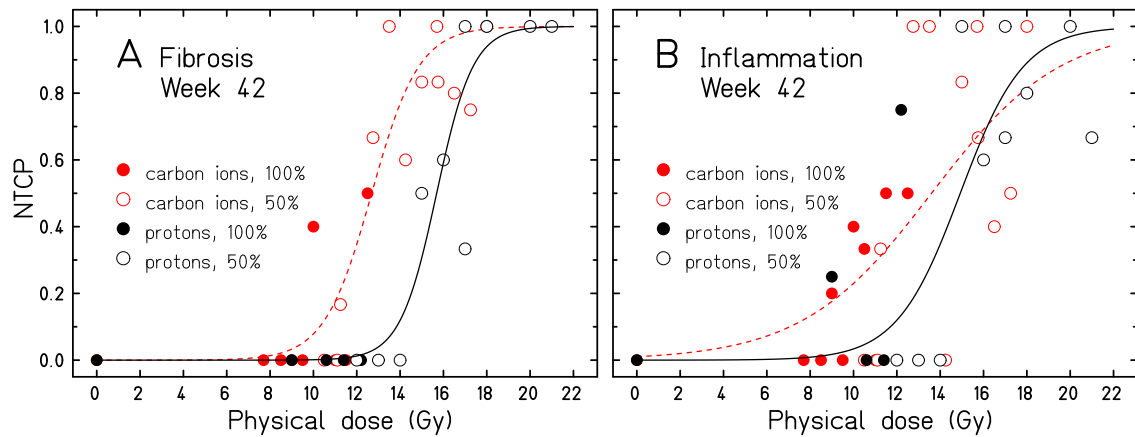 A Fibrosis
Week 42
B Inflammation
Week 42
NTCP
1.0
0.8
0.6
0.4
0.2
0.0
carbon ions, 100%
carbon ions, 50%
protons, 100%
protons, 50%
carbon ions, 100%
carbon ions, 50%
protons, 100%
protons, 50%
0 2 4 6 8 10 12 14 16 18 20 22
0 2 4 6 8 10 12 14 16 18 20 22
Physical dose (Gy)
Physical dose (Gy)